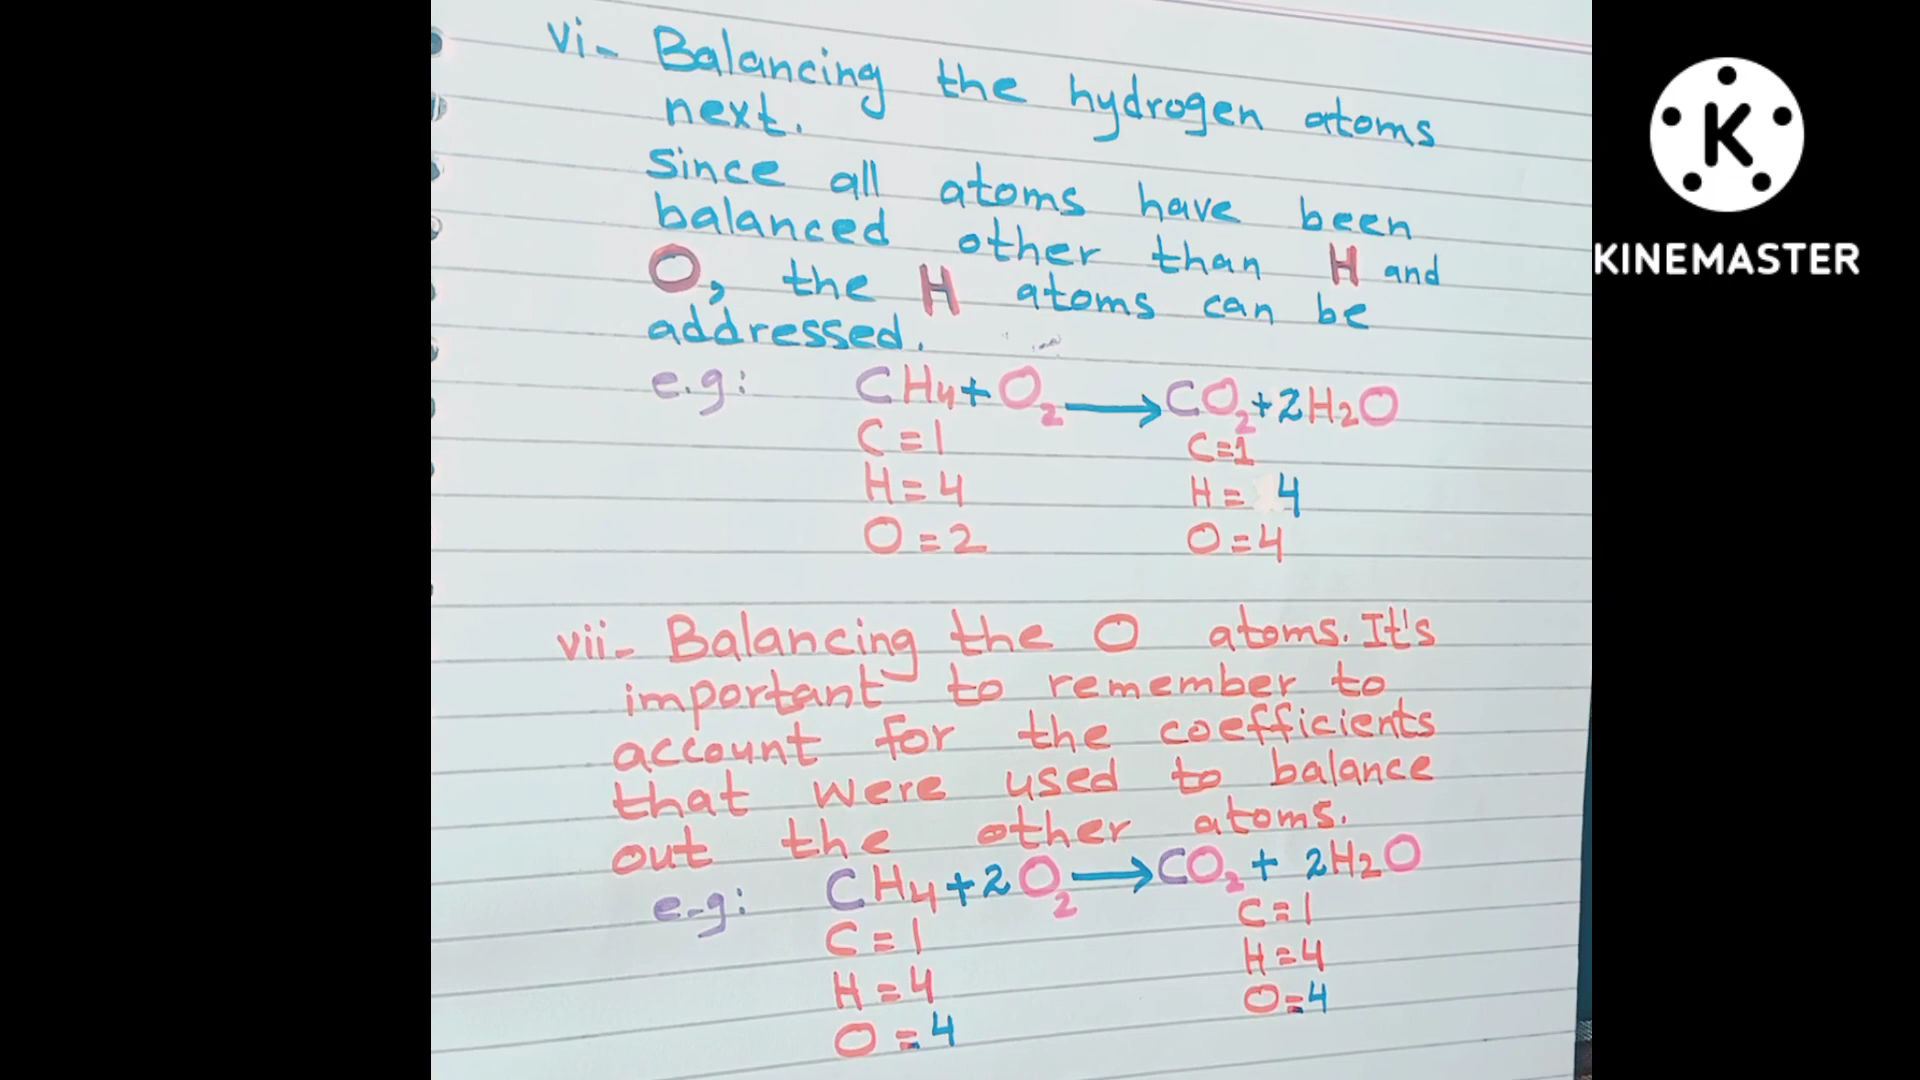 vi- Balancing the hydrogen atoms
next.
Since all atoms have been
balanced other than H and
O, the H atoms can be
addressed.
e.g: CH4 + O2 → CO2 + 2H2O
C = 1 C = 1
H = 4 H = 4
O = 2 O = 4
vii- Balancing the O atoms. It's
important to remember to
account for the coefficients
that were used to balance
out the other atoms.
e-g: CH4 + 2O2 → CO2 + 2H2O
C = 1 C = 1
H = 4 H = 4
O = 4 O = 4
K
KINEMASTER